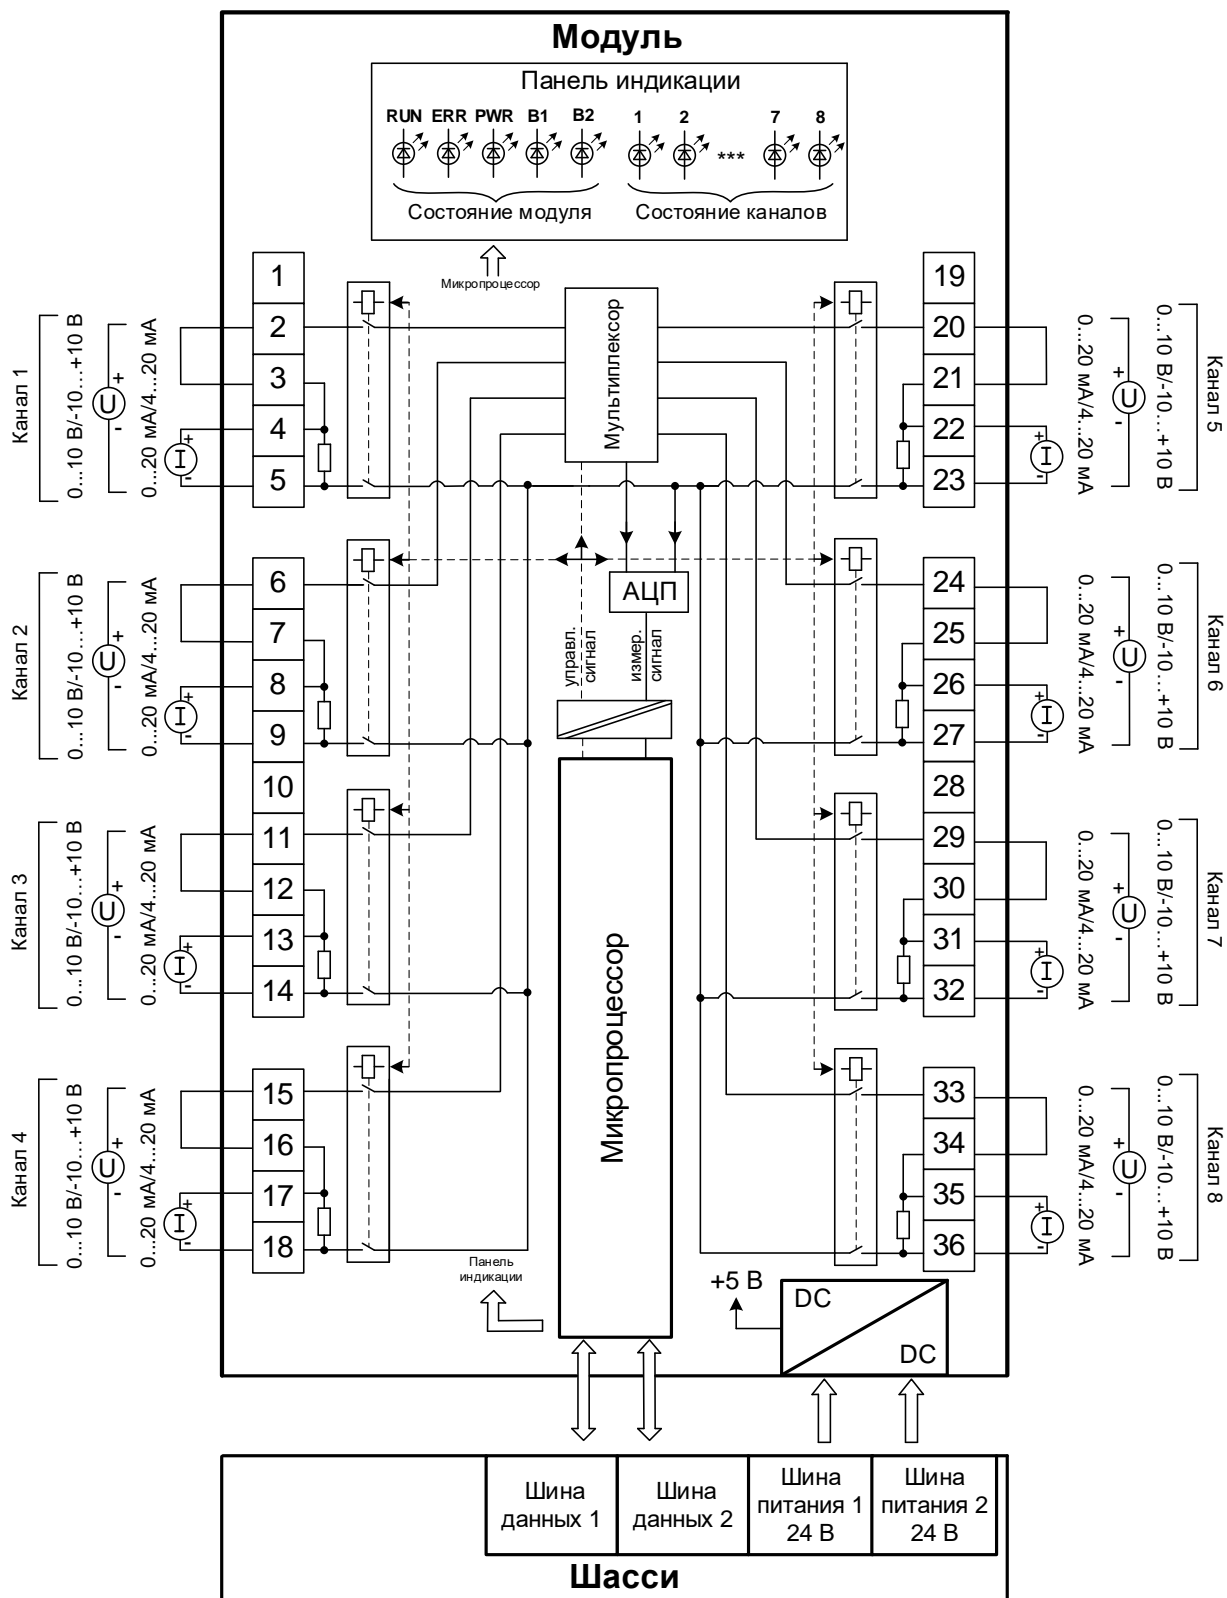 Модуль
Панель индикации
RUN ERR PWR B1 B2 1 2 *** 7 8
Состояние модуля Состояние каналов
Микропроцессор
Канал 1
0...10 В/-10...+10 В
+
U
-
0...20 мА/4...20 мА
+
I
-
1
2
3
4
5
Канал 2
0...10 В/-10...+10 В
+
U
-
0...20 мА/4...20 мА
+
I
-
6
7
8
9
10
Канал 3
0...10 В/-10...+10 В
+
U
-
0...20 мА/4...20 мА
+
I
-
11
12
13
14
Канал 4
0...10 В/-10...+10 В
+
U
-
0...20 мА/4...20 мА
+
I
-
15
16
17
18
Мультиплексор
АЦП
управл.
сигнал
измер.
сигнал
Микропроцессор
Панель
индикации
19
20
21
22
23
+
I
-
0...20 мА/4...20 мА
+
U
-
0...10 В/-10...+10 В
Канал 5
24
25
26
27
28
+
I
-
0...20 мА/4...20 мА
+
U
-
0...10 В/-10...+10 В
Канал 6
29
30
31
32
+
I
-
0...20 мА/4...20 мА
+
U
-
0...10 В/-10...+10 В
Канал 7
33
34
35
36
+
I
-
0...20 мА/4...20 мА
+
U
-
0...10 В/-10...+10 В
Канал 8
+5 В
DC
DC
Шина
данных 1
Шина
данных 2
Шина
питания 1
24 В
Шина
питания 2
24 В
Шасси